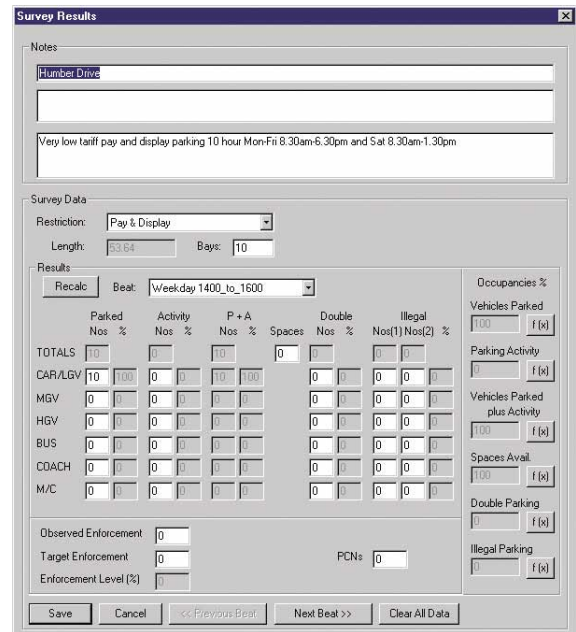 Survey Results
Notes
Humber Drive
Very low tariff pay and display parking 10 hour Mon-Fri 8.30am-6.30pm and Sat 8.30am-1.30pm
Survey Data
Restriction: Pay & Display
Length: 53.64 Bays: 10
Results
Recalc Beat: Weekday 1400_to_1600
Parked Activity P + A Double Illegal
Nos % Nos % Nos % Spaces Nos % Nos(1) Nos(2) %
TOTALS 10 0 10 0 0 0 0
CAR/LGV 10 100 0 0 10 100 0 0 0 0 0
MGV 0 0 0 0 0 0 0 0 0 0 0
HGV 0 0 0 0 0 0 0 0 0 0 0
BUS 0 0 0 0 0 0 0 0 0 0 0
COACH 0 0 0 0 0 0 0 0 0 0 0
M/C 0 0 0 0 0 0 0 0 0 0 0
Observed Enforcement 0
Target Enforcement 0 PCNs 0
Enforcement Level (%) 0
Occupancies %
Vehicles Parked
100 f (x)
Parking Activity
0 f (x)
Vehicles Parked
plus Activity
100 f (x)
Spaces Avail.
100 f (x)
Double Parking
0 f (x)
Illegal Parking
0 f (x)
Save Cancel << Previous Beat Next Beat >> Clear All Data